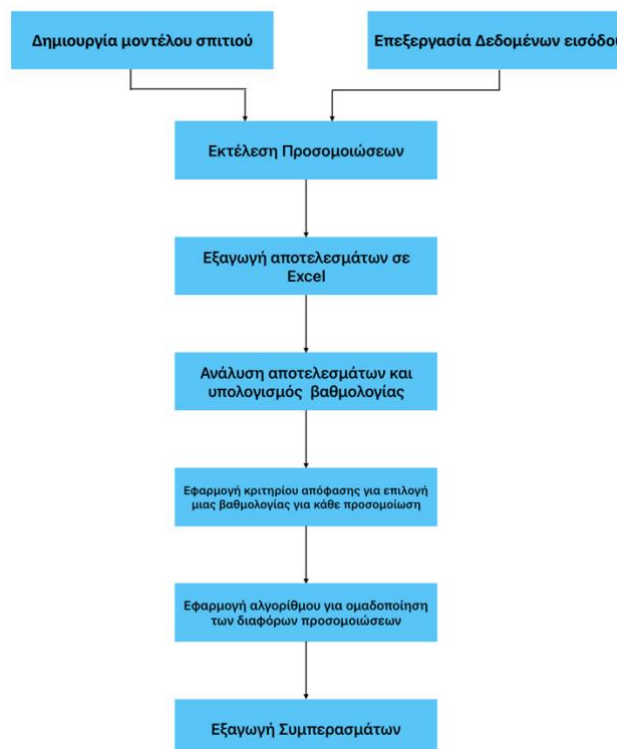 Δημιουργία μοντέλου σπιτιού
Επεξεργασία Δεδομένων εισόδου
Εκτέλεση Προσομοιώσεων
Εξαγωγή αποτελεσμάτων σε
Excel
Ανάλυση αποτελεσμάτων και
υπολογισμός βαθμολογίας
Εφαρμογή κριτηρίου απόφασης για επιλογή
μιας βαθμολογίας για κάθε προσομοίωση
Εφαρμογή αλγορίθμου για ομαδοποίηση
των διαφόρων προσομοιώσεων
Εξαγωγή Συμπερασμάτων